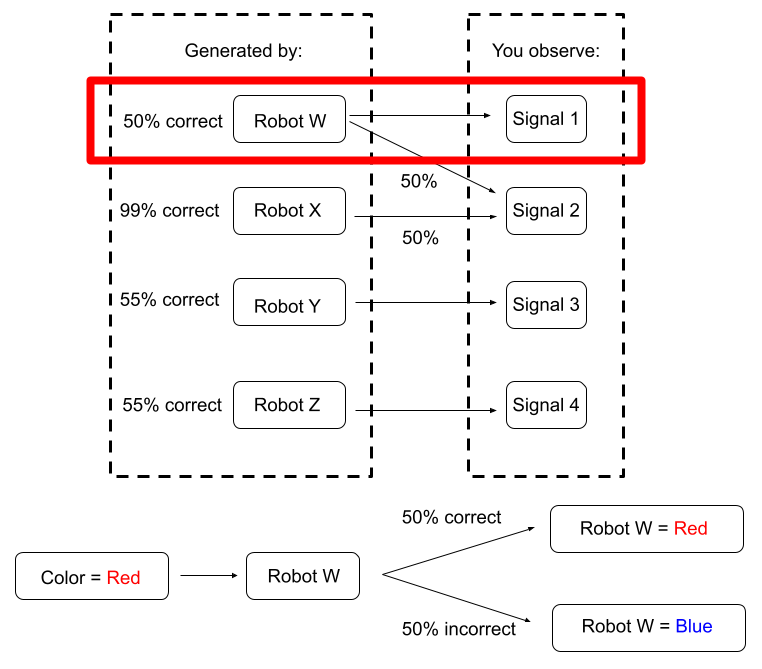 Generated by:
You observe:
50% correct
Robot W
Signal 1
50%
99% correct
Robot X
Signal 2
50%
55% correct
Robot Y
Signal 3
55% correct
Robot Z
Signal 4
50% correct
Robot W = Red
Color = Red
Robot W
50% incorrect
Robot W = Blue